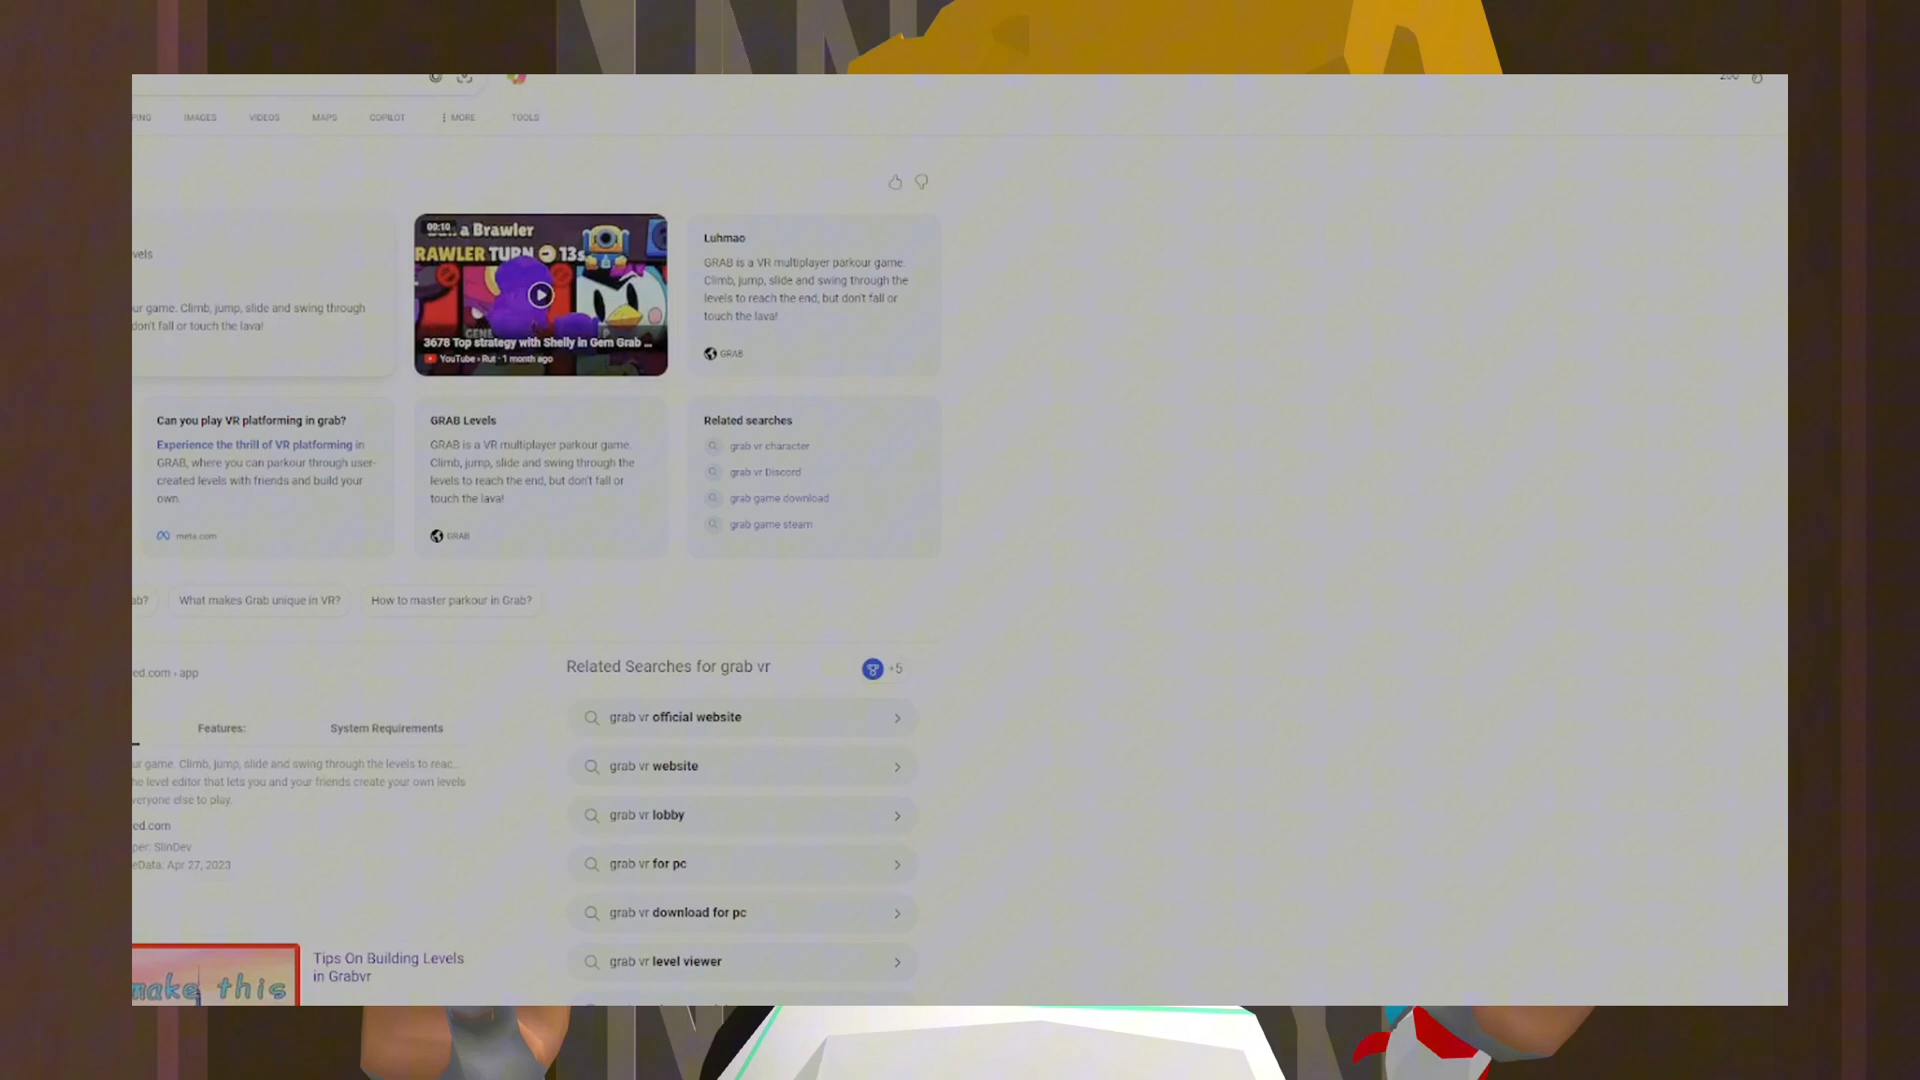 PING IMAGES VIDEOS MAPS COPILOT MORE TOOLS
vels
ur game. Climb, jump, slide and swing through
don't fall or touch the lava!
00:10
a Brawler
RAWLER TURN 13s
3678 Top strategy with Shelly in Gem Grab ...
YouTube › Rut · 1 month ago
Luhmao
GRAB is a VR multiplayer parkour game.
Climb, jump, slide and swing through the
levels to reach the end, but don't fall or
touch the lava!
GRAB
Can you play VR platforming in grab?
Experience the thrill of VR platforming in
GRAB, where you can parkour through user-
created levels with friends and build your
own.
meta.com
GRAB Levels
GRAB is a VR multiplayer parkour game.
Climb, jump, slide and swing through the
levels to reach the end, but don't fall or
touch the lava!
GRAB
Related searches
grab vr character
grab vr Discord
grab game download
grab game steam
ab?
What makes Grab unique in VR?
How to master parkour in Grab?
ed.com › app
Features:
System Requirements
ur game. Climb, jump, slide and swing through the levels to reac...
he level editor that lets you and your friends create your own levels
veryone else to play.
ed.com
per: SlinDev
eData: Apr 27, 2023
make this
Tips On Building Levels
in Grabvr
Related Searches for grab vr
+5
grab vr official website
grab vr website
grab vr lobby
grab vr for pc
grab vr download for pc
grab vr level viewer